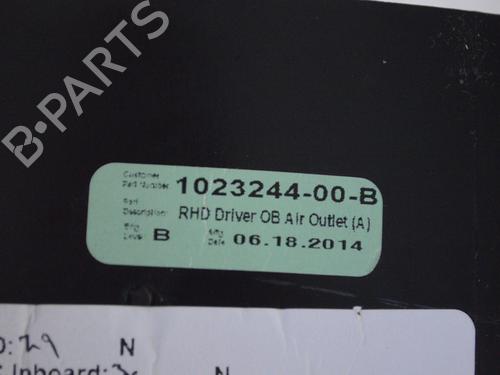 B·PARTS
Customer
Part Number 1023244-00-B
Part
Description: RHD Driver OB Air Outlet (A)
Eng
Level B Mfg
Date 06.18.2014
N
Inboard: N